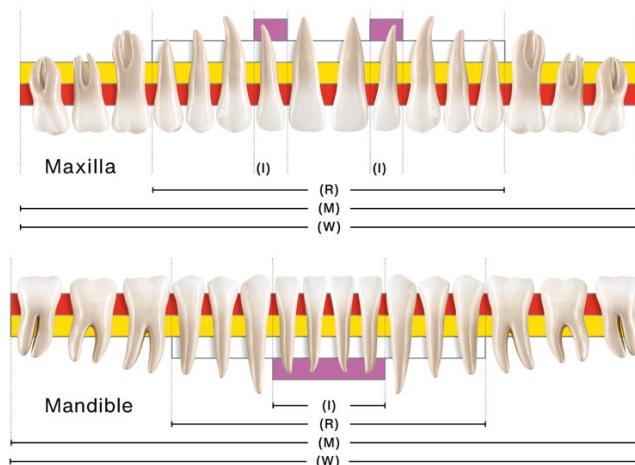 Maxilla
(I) (I)
(R)
(M)
(W)
Mandible
(I)
(R)
(M)
(W)